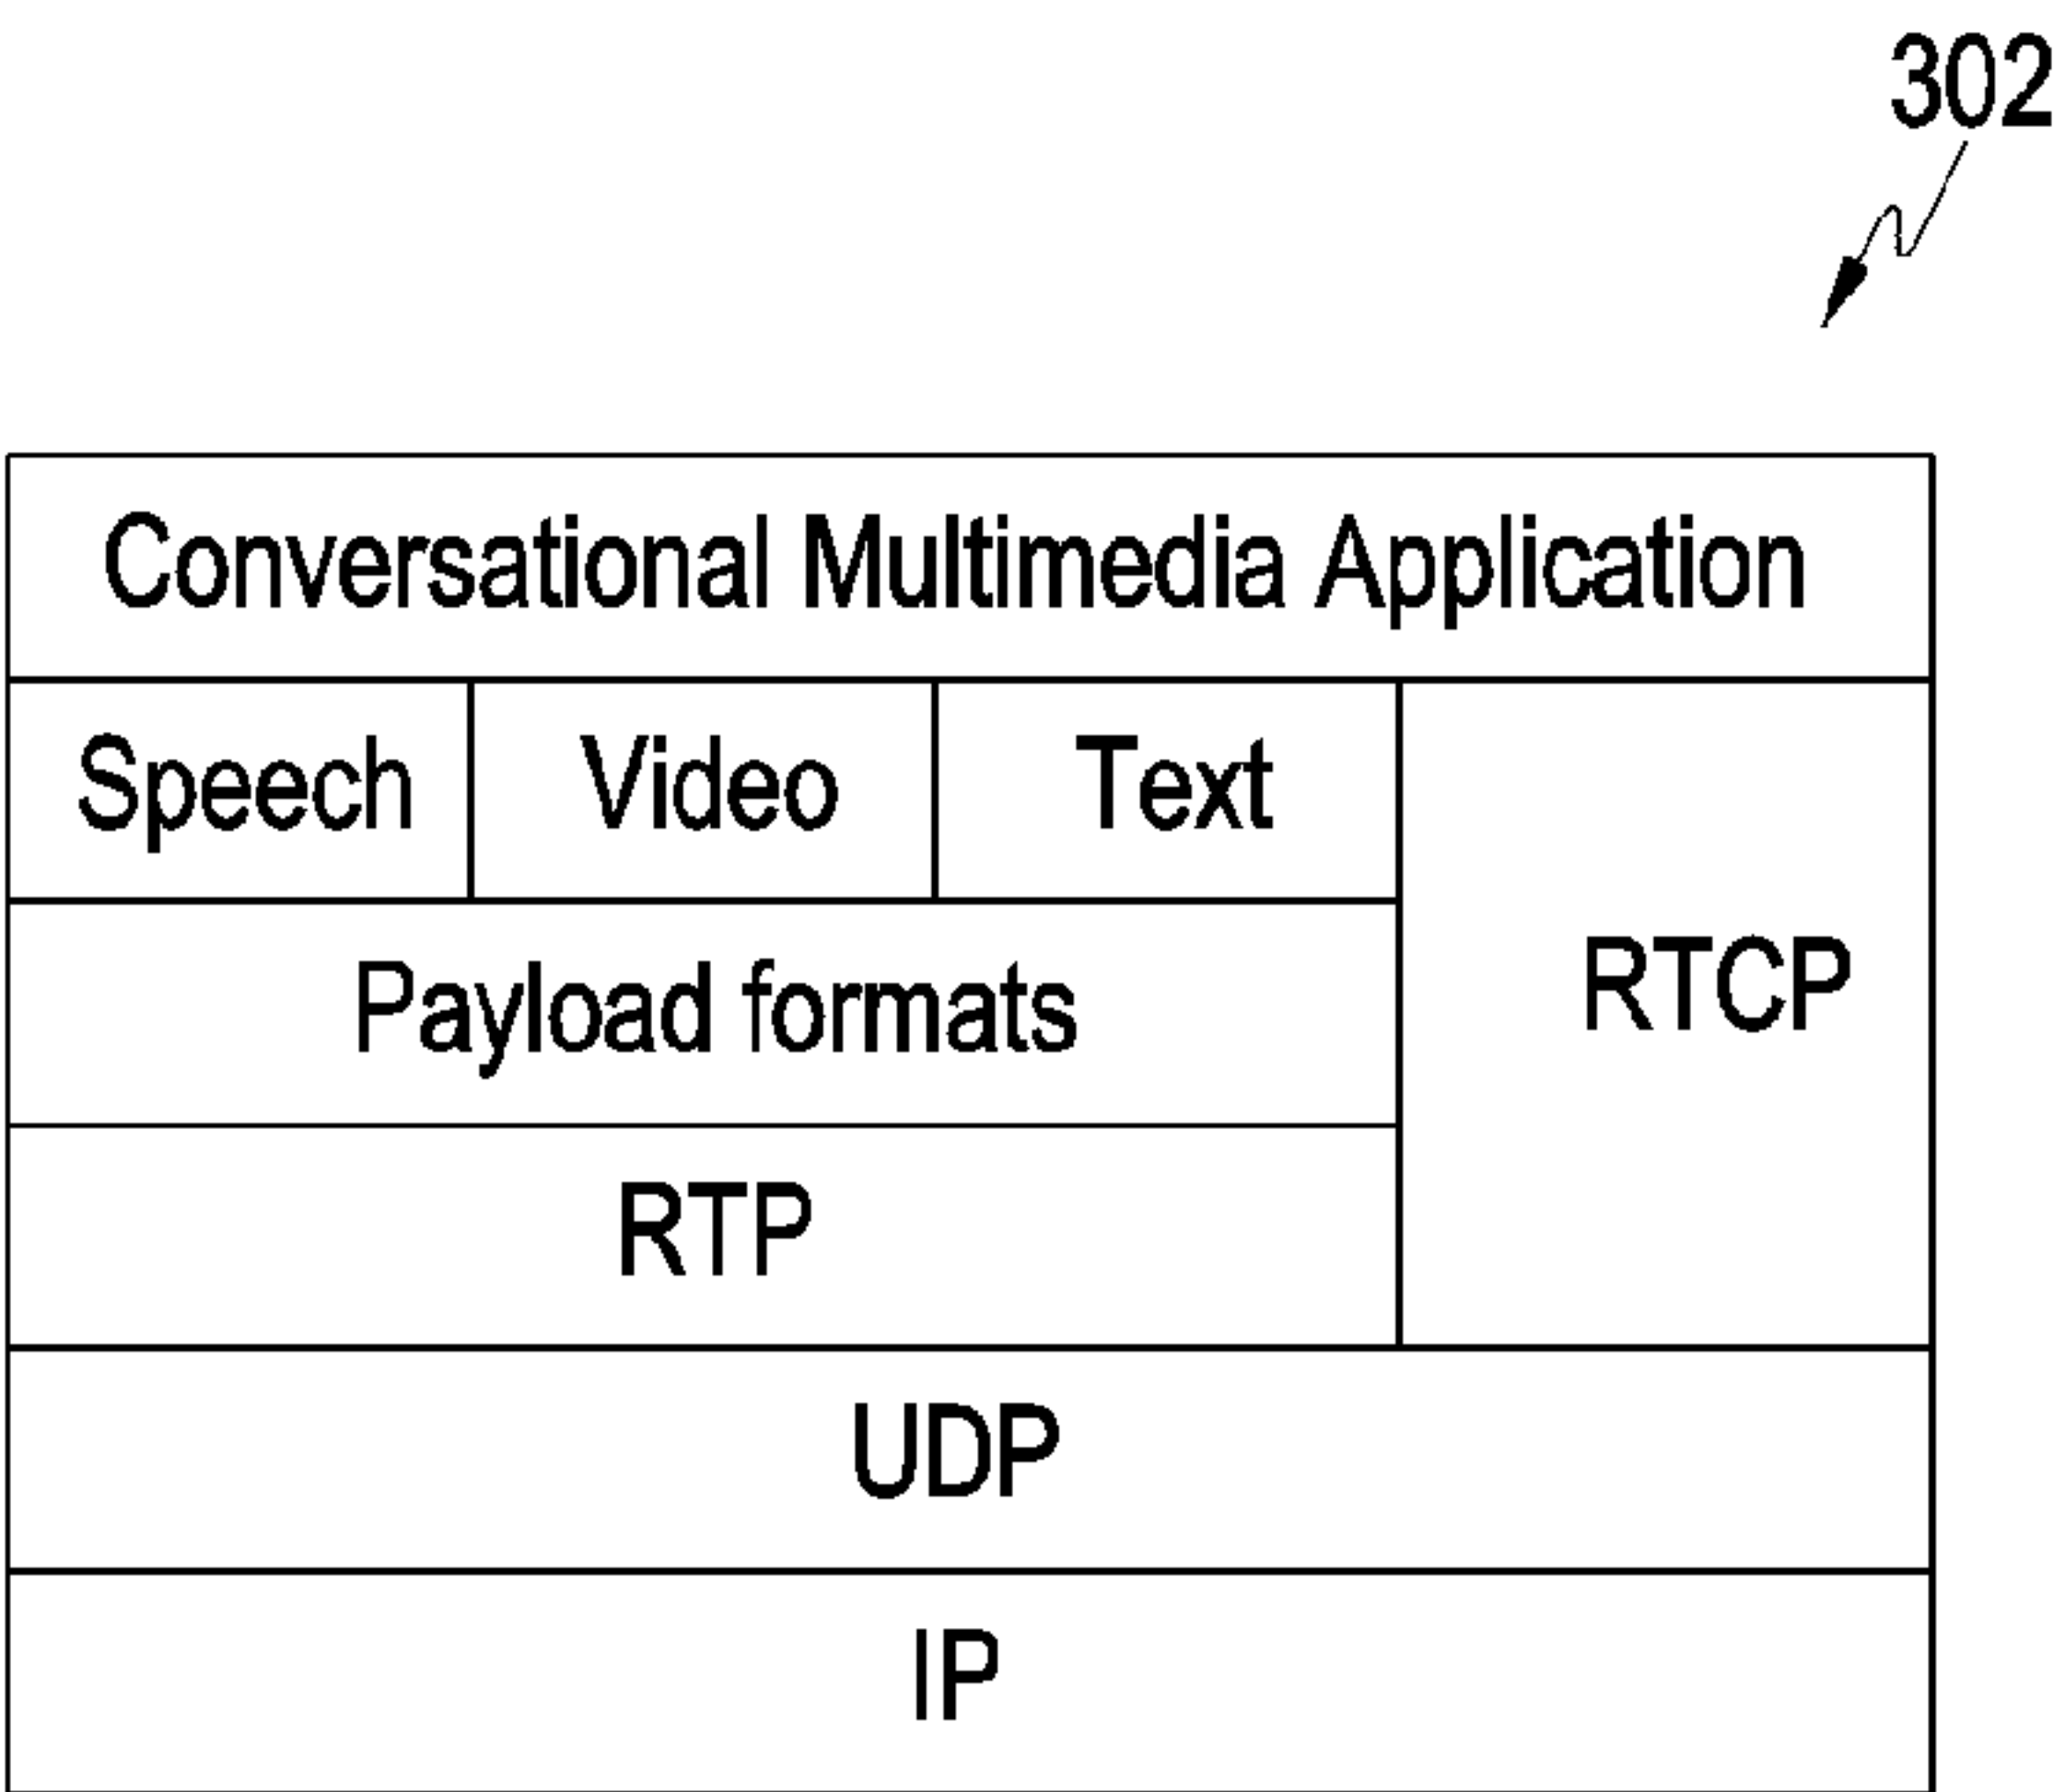 302
Conversational Multimedia Application
Speech Video Text
RTCP
Payload formats
RTP
UDP
IP